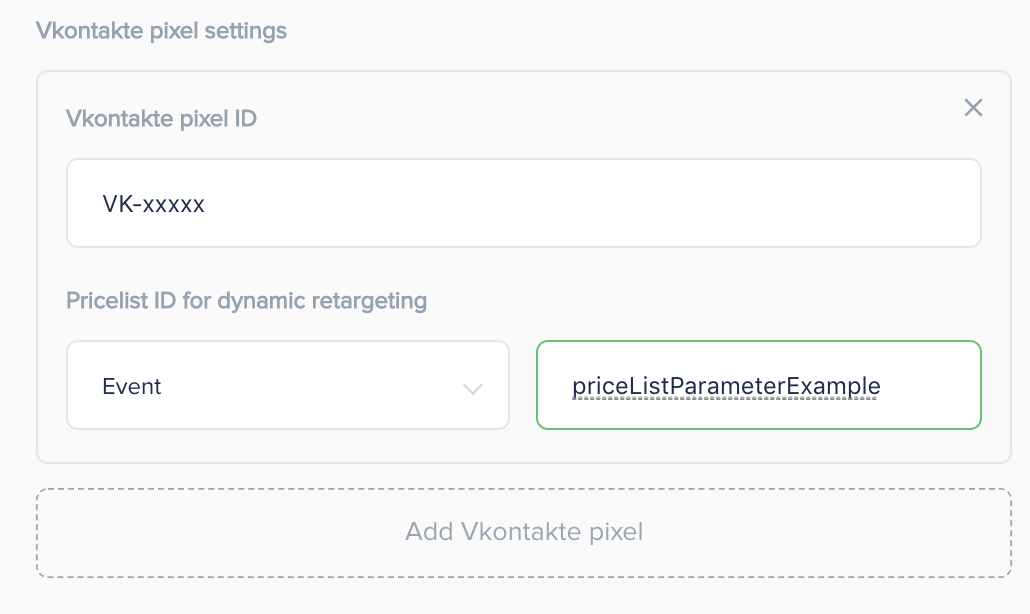 Vkontakte pixel settings
Vkontakte pixel ID
VK-xxxxx
Pricelist ID for dynamic retargeting
Event
priceListParameterExample
Add Vkontakte pixel